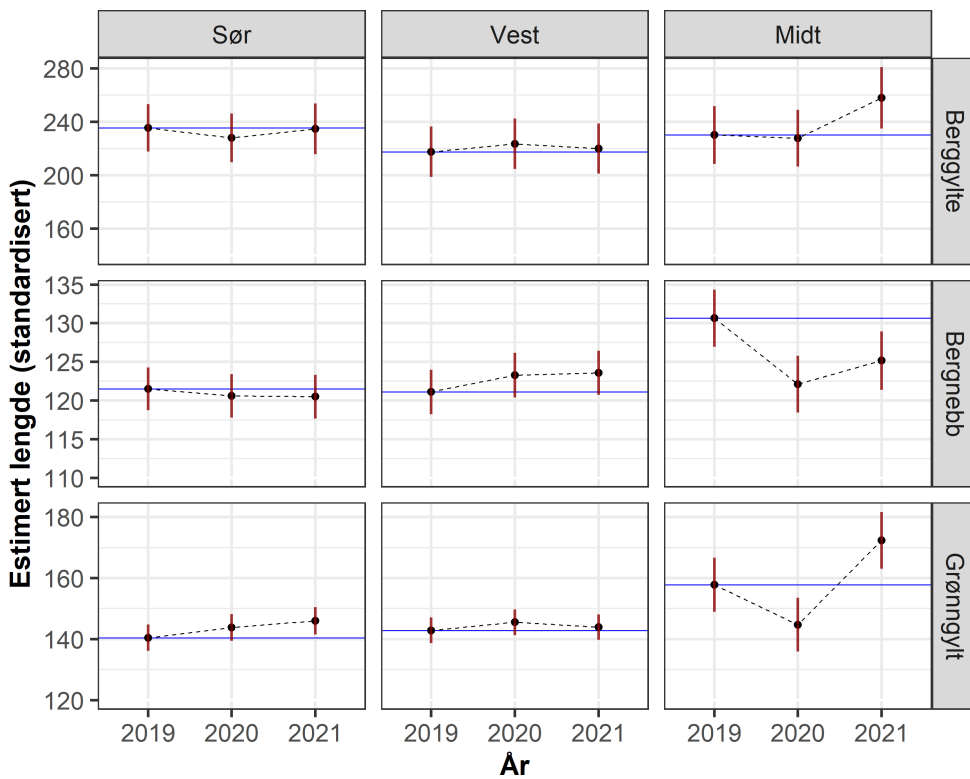 Sør Vest Midt
280
240
200
160
Berggylte
135
130
125
120
115
110
Bergnebb
180
160
140
120
Grønngylt
2019 2020 2021 2019 2020 2021 2019 2020 2021
År
Estimert lengde (standardisert)